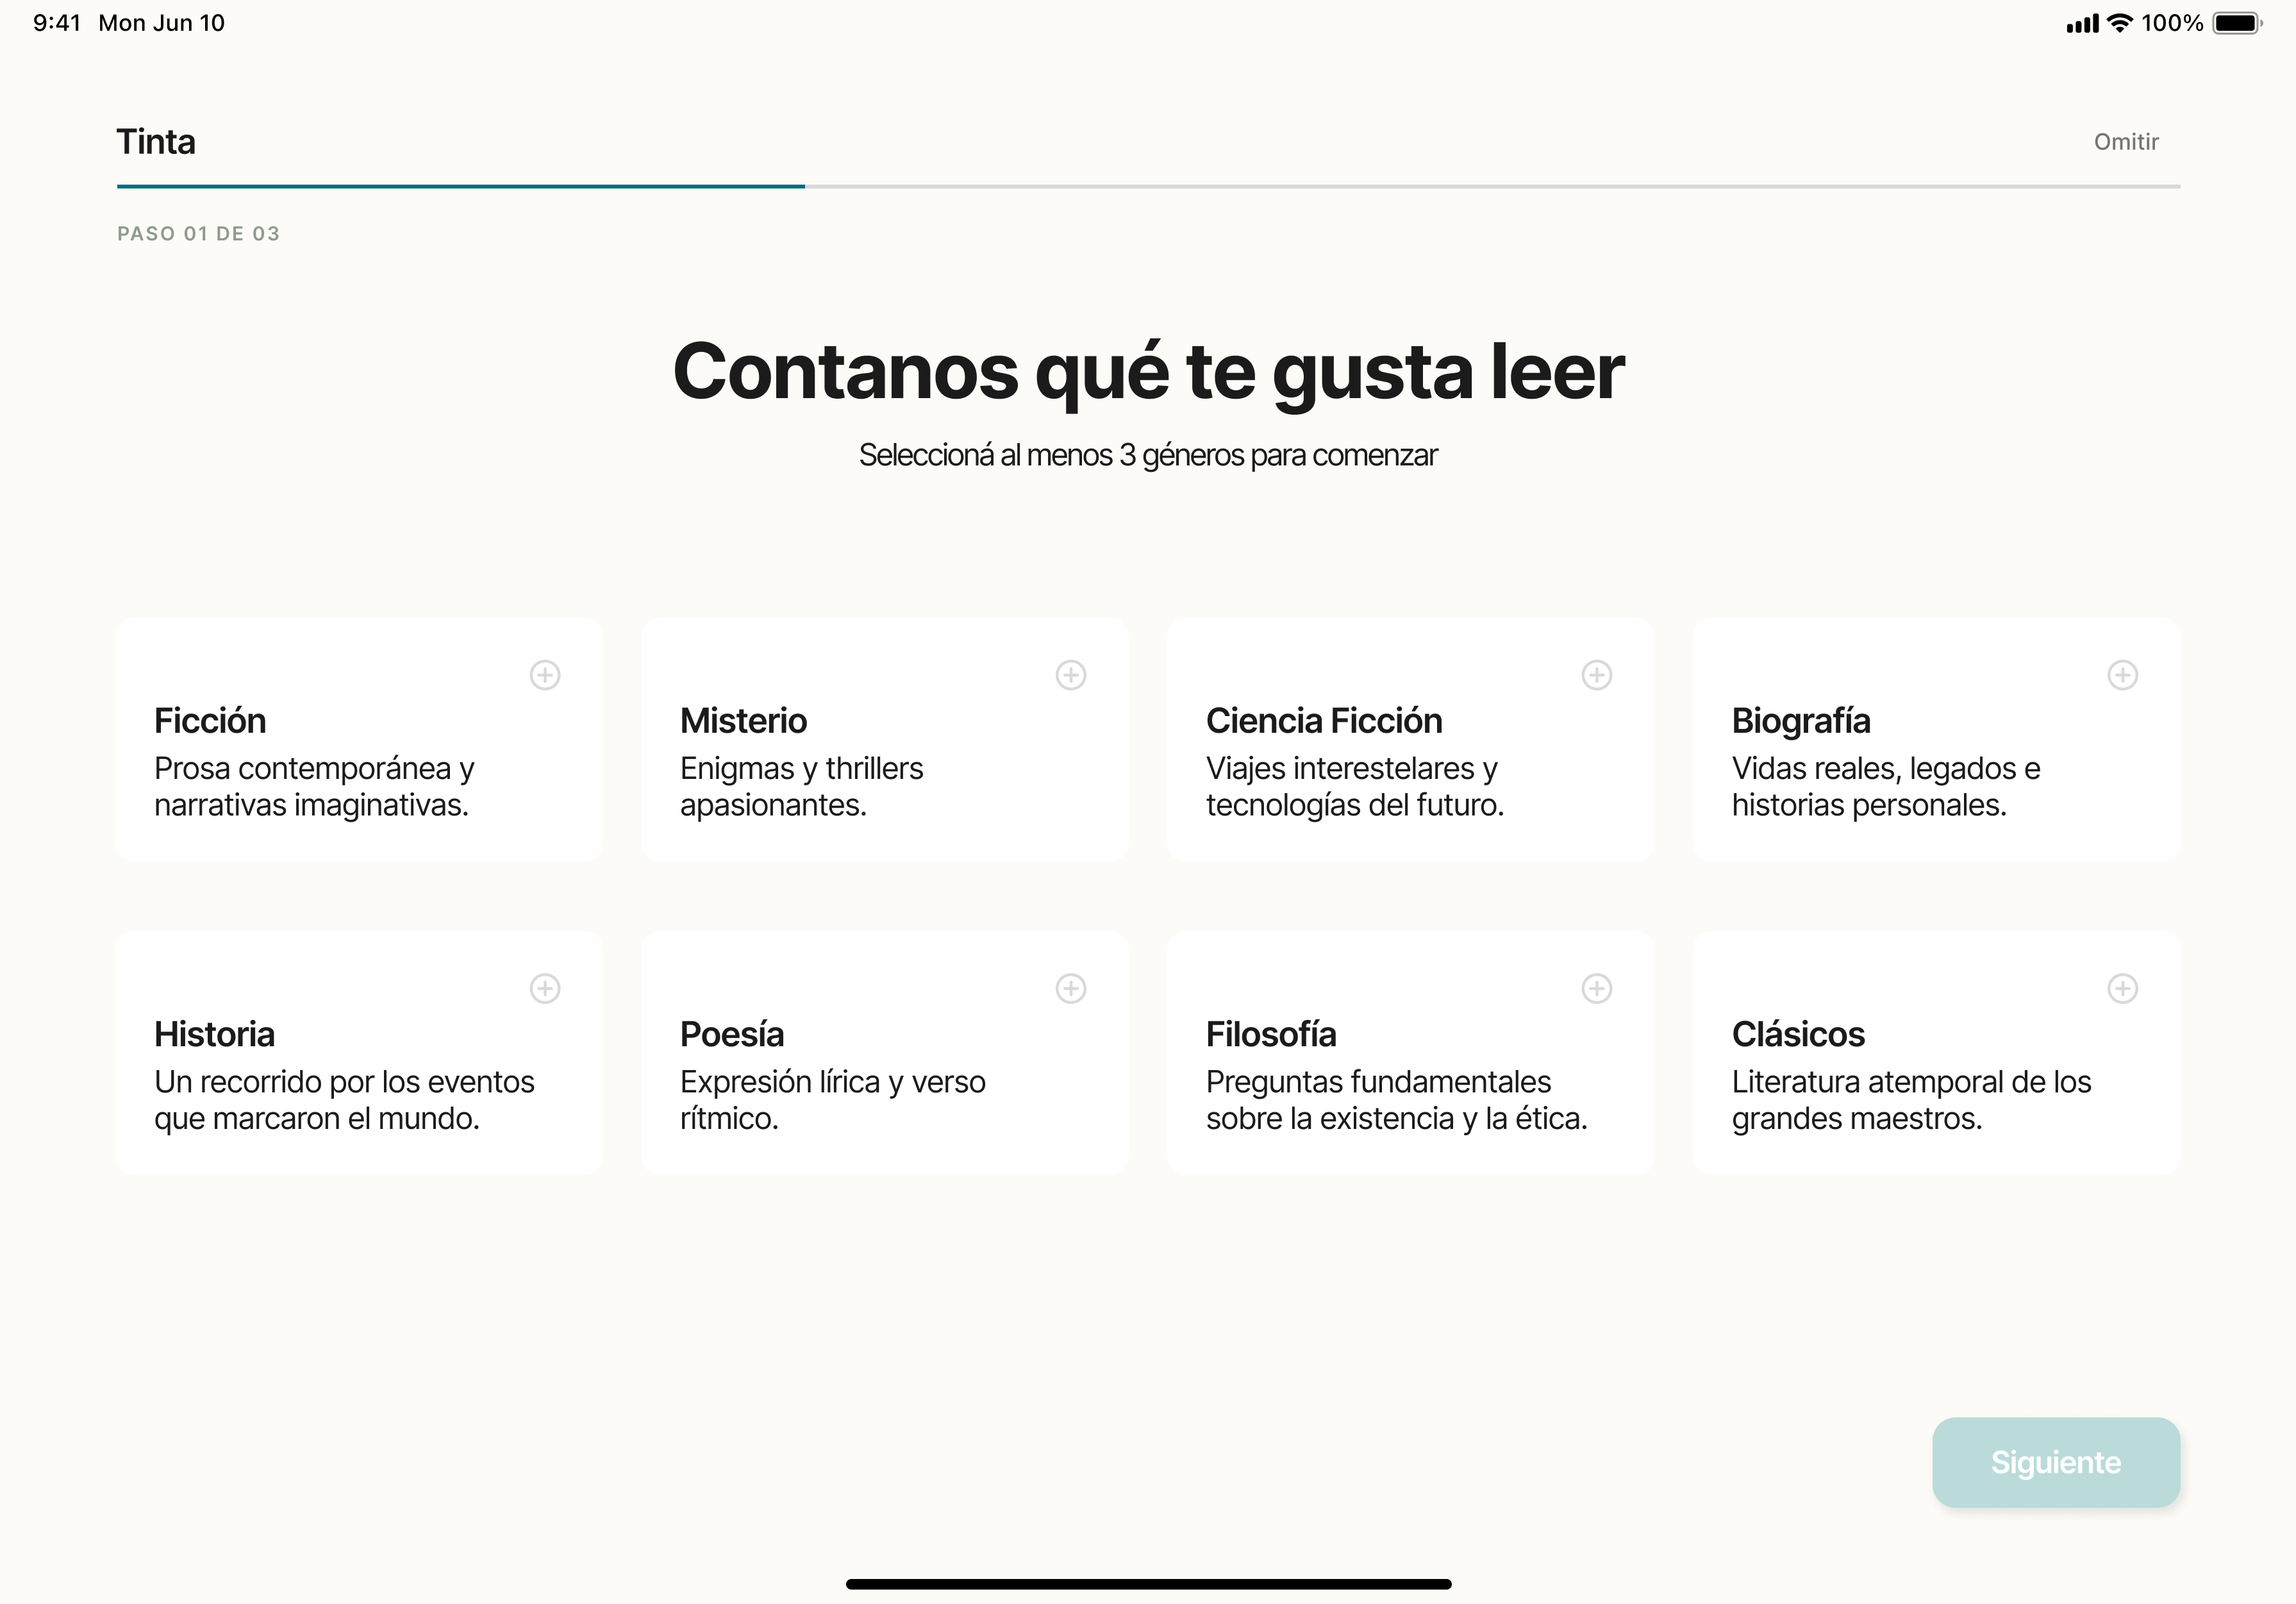 9:41 Mon Jun 10
100%
Tinta
Omitir
PASO 01 DE 03
Contanos qué te gusta leer
Seleccioná al menos 3 géneros para comenzar
Ficción
Prosa contemporánea y
narrativas imaginativas.
Misterio
Enigmas y thrillers
apasionantes.
Ciencia Ficción
Viajes interestelares y
tecnologías del futuro.
Biografía
Vidas reales, legados e
historias personales.
Historia
Un recorrido por los eventos
que marcaron el mundo.
Poesía
Expresión lírica y verso
rítmico.
Filosofía
Preguntas fundamentales
sobre la existencia y la ética.
Clásicos
Literatura atemporal de los
grandes maestros.
Siguiente